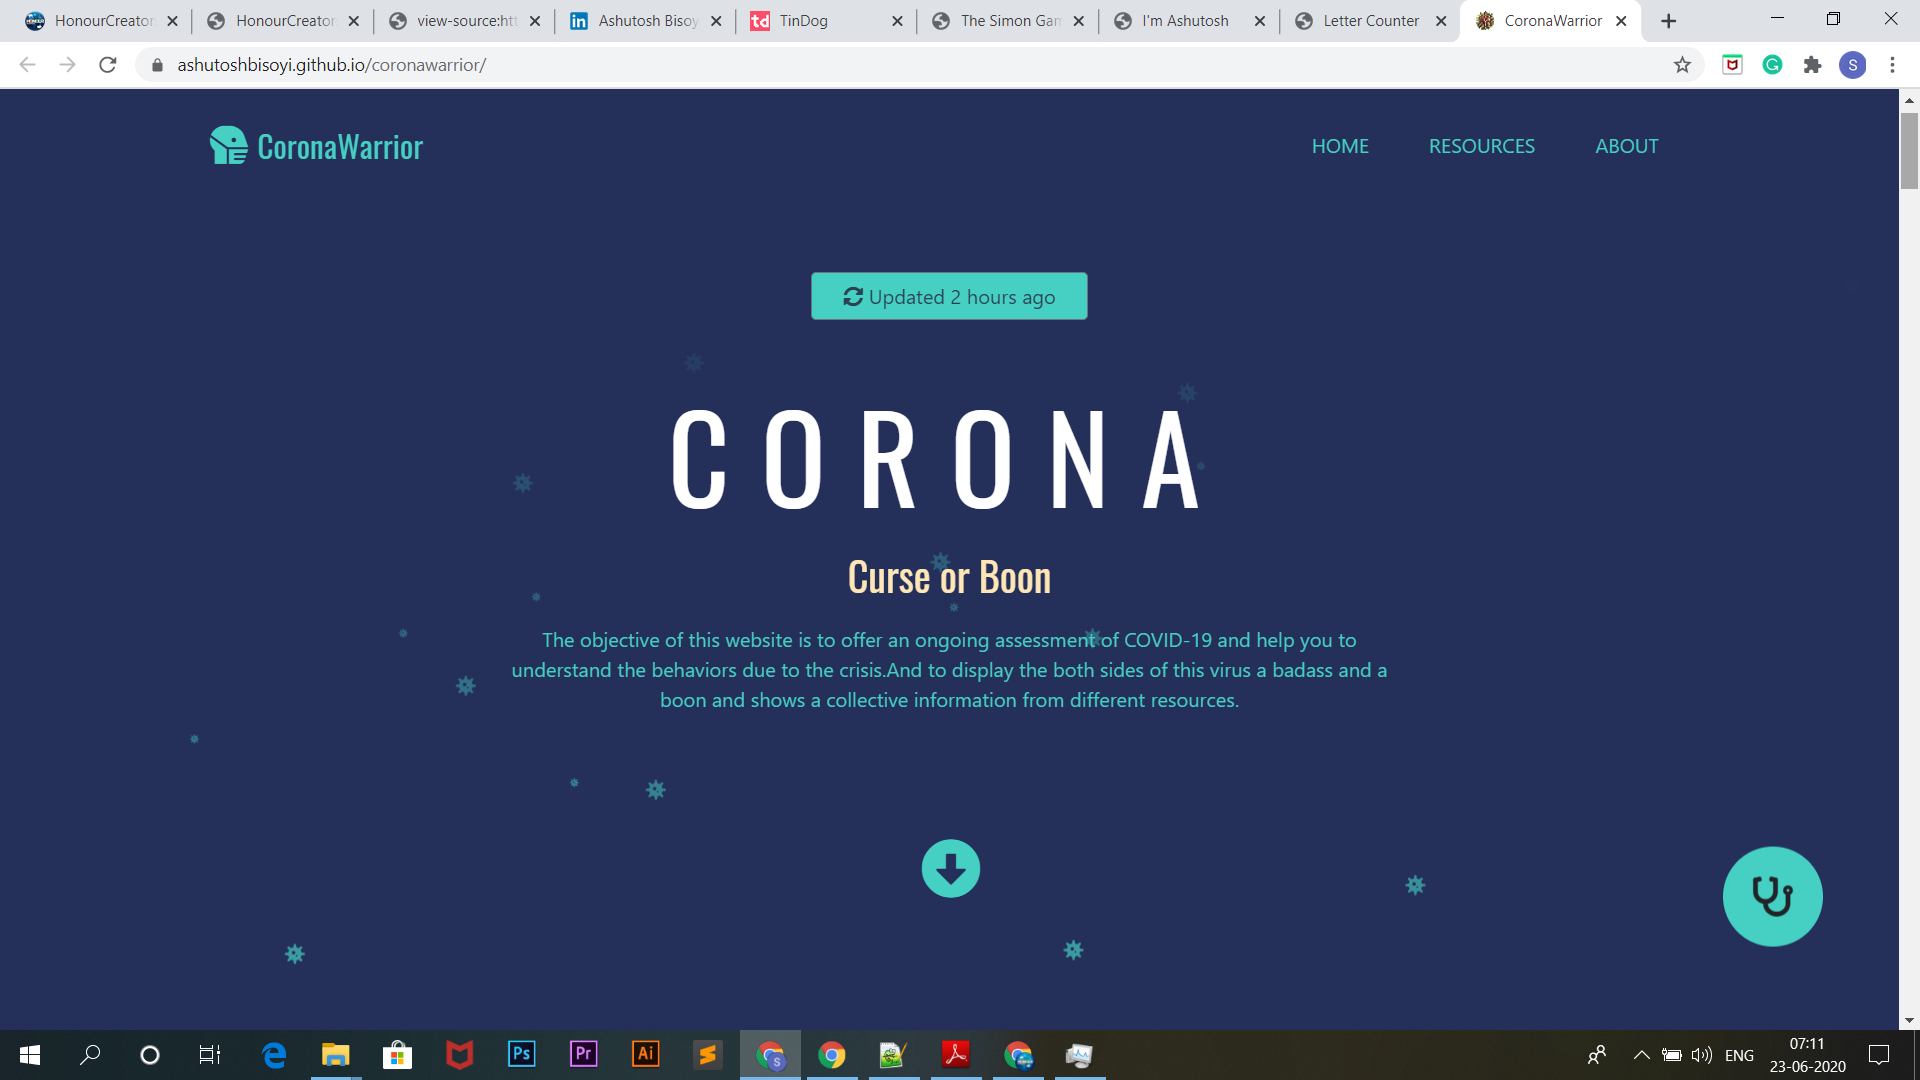 HonourCreator HonourCreator view-source:htt Ashutosh Bisoy TinDog The Simon Gam I'm Ashutosh Letter Counter CoronaWarrior
ashutoshbisoyi.github.io/coronawarrior/ S
CoronaWarrior HOME RESOURCES ABOUT
Updated 2 hours ago
CORONA
Curse or Boon
The objective of this website is to offer an ongoing assessment of COVID-19 and help you to
understand the behaviors due to the crisis.And to display the both sides of this virus a badass and a
boon and shows a collective information from different resources.
Ps Pr Ai S ENG 07:11
23-06-2020